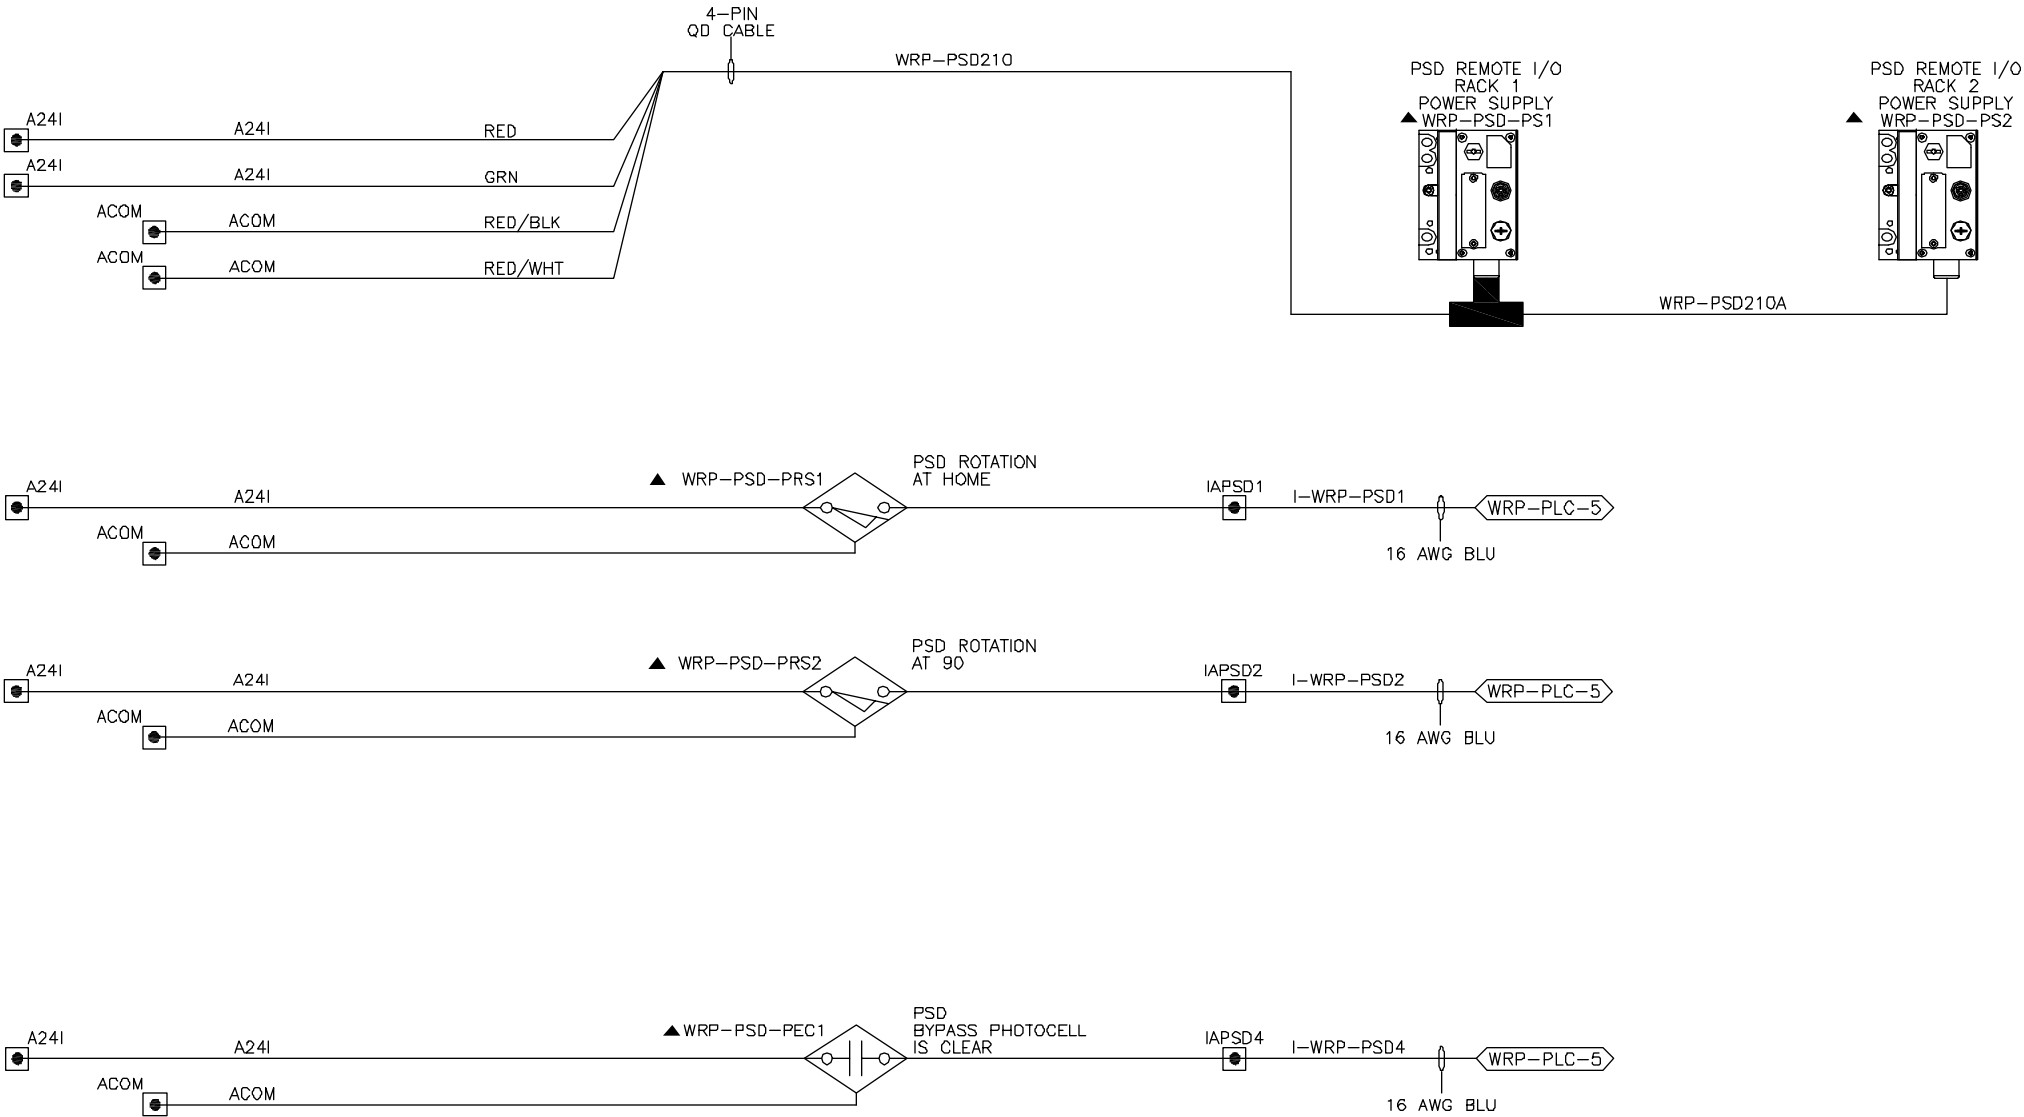 4-PIN
QD CABLE
WRP-PSD210
PSD REMOTE I/O
RACK 1
POWER SUPPLY
WRP-PSD-PS1
PSD REMOTE I/O
RACK 2
POWER SUPPLY
WRP-PSD-PS2
A24I
A24I
RED
A24I
A24I
GRN
ACOM
ACOM
RED/BLK
ACOM
ACOM
RED/WHT
WRP-PSD210A
A24I
A24I
WRP-PSD-PRS1
PSD ROTATION
AT HOME
IAPSD1
I-WRP-PSD1
WRP-PLC-5
ACOM
ACOM
16 AWG BLU
A24I
A24I
WRP-PSD-PRS2
PSD ROTATION
AT 90
IAPSD2
I-WRP-PSD2
WRP-PLC-5
ACOM
ACOM
16 AWG BLU
A24I
A24I
WRP-PSD-PEC1
PSD
BYPASS PHOTOCELL
IS CLEAR
IAPSD4
I-WRP-PSD4
WRP-PLC-5
ACOM
ACOM
16 AWG BLU